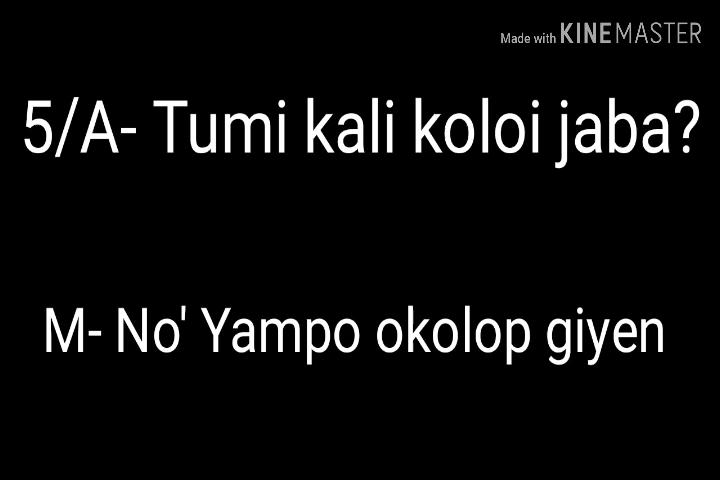 Made with KINEMASTER
5/A- Tumi kali koloi jaba?
M- No' Yampo okolop giyen